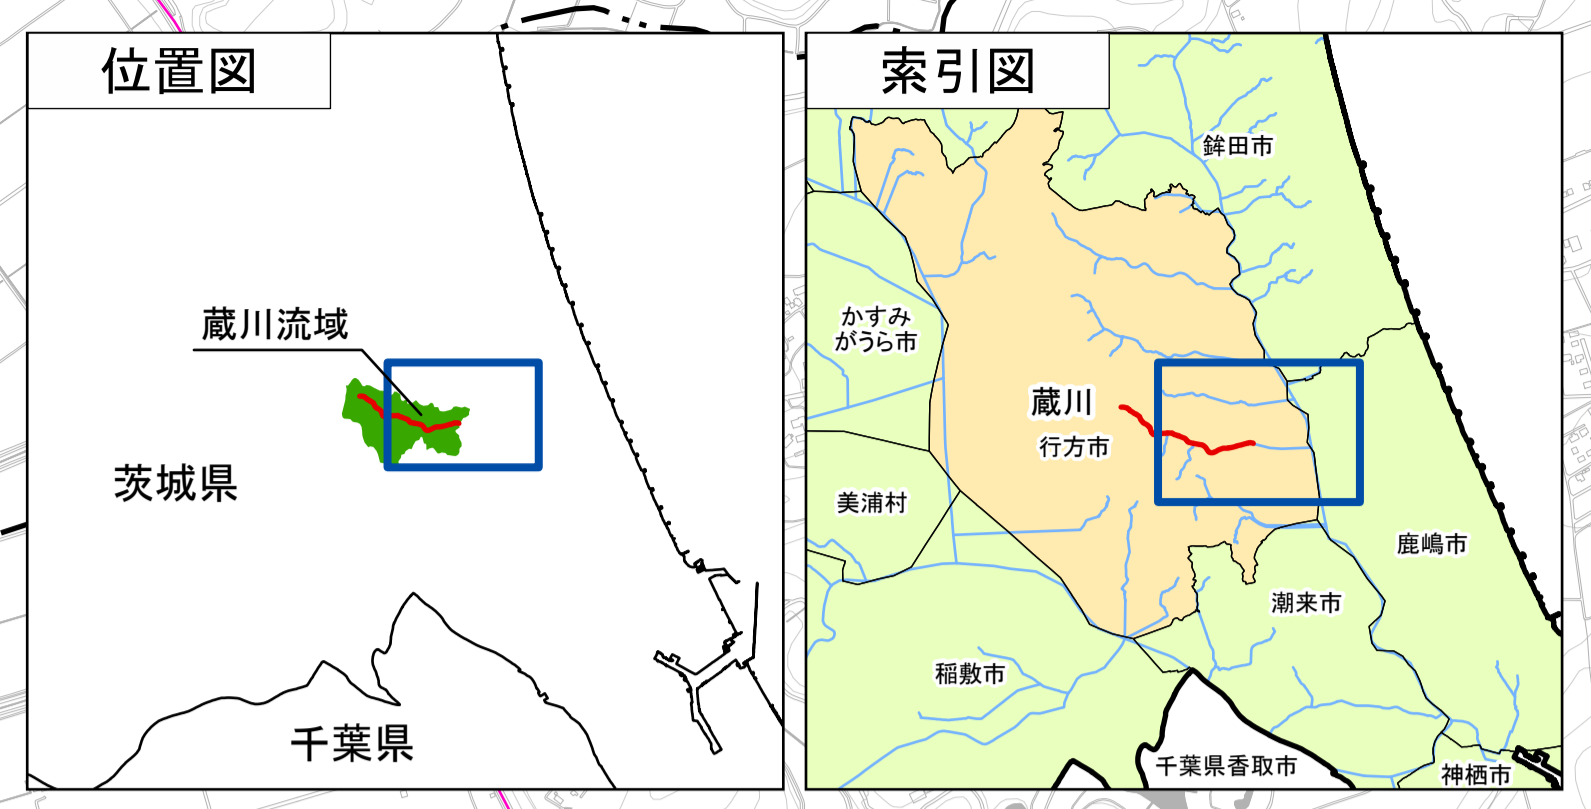 位置図
蔵川流域
茨城県
千葉県
索引図
鉾田市
かすみ
がうら市
蔵川
行方市
美浦村
鹿嶋市
潮来市
稲敷市
千葉県香取市
神栖市